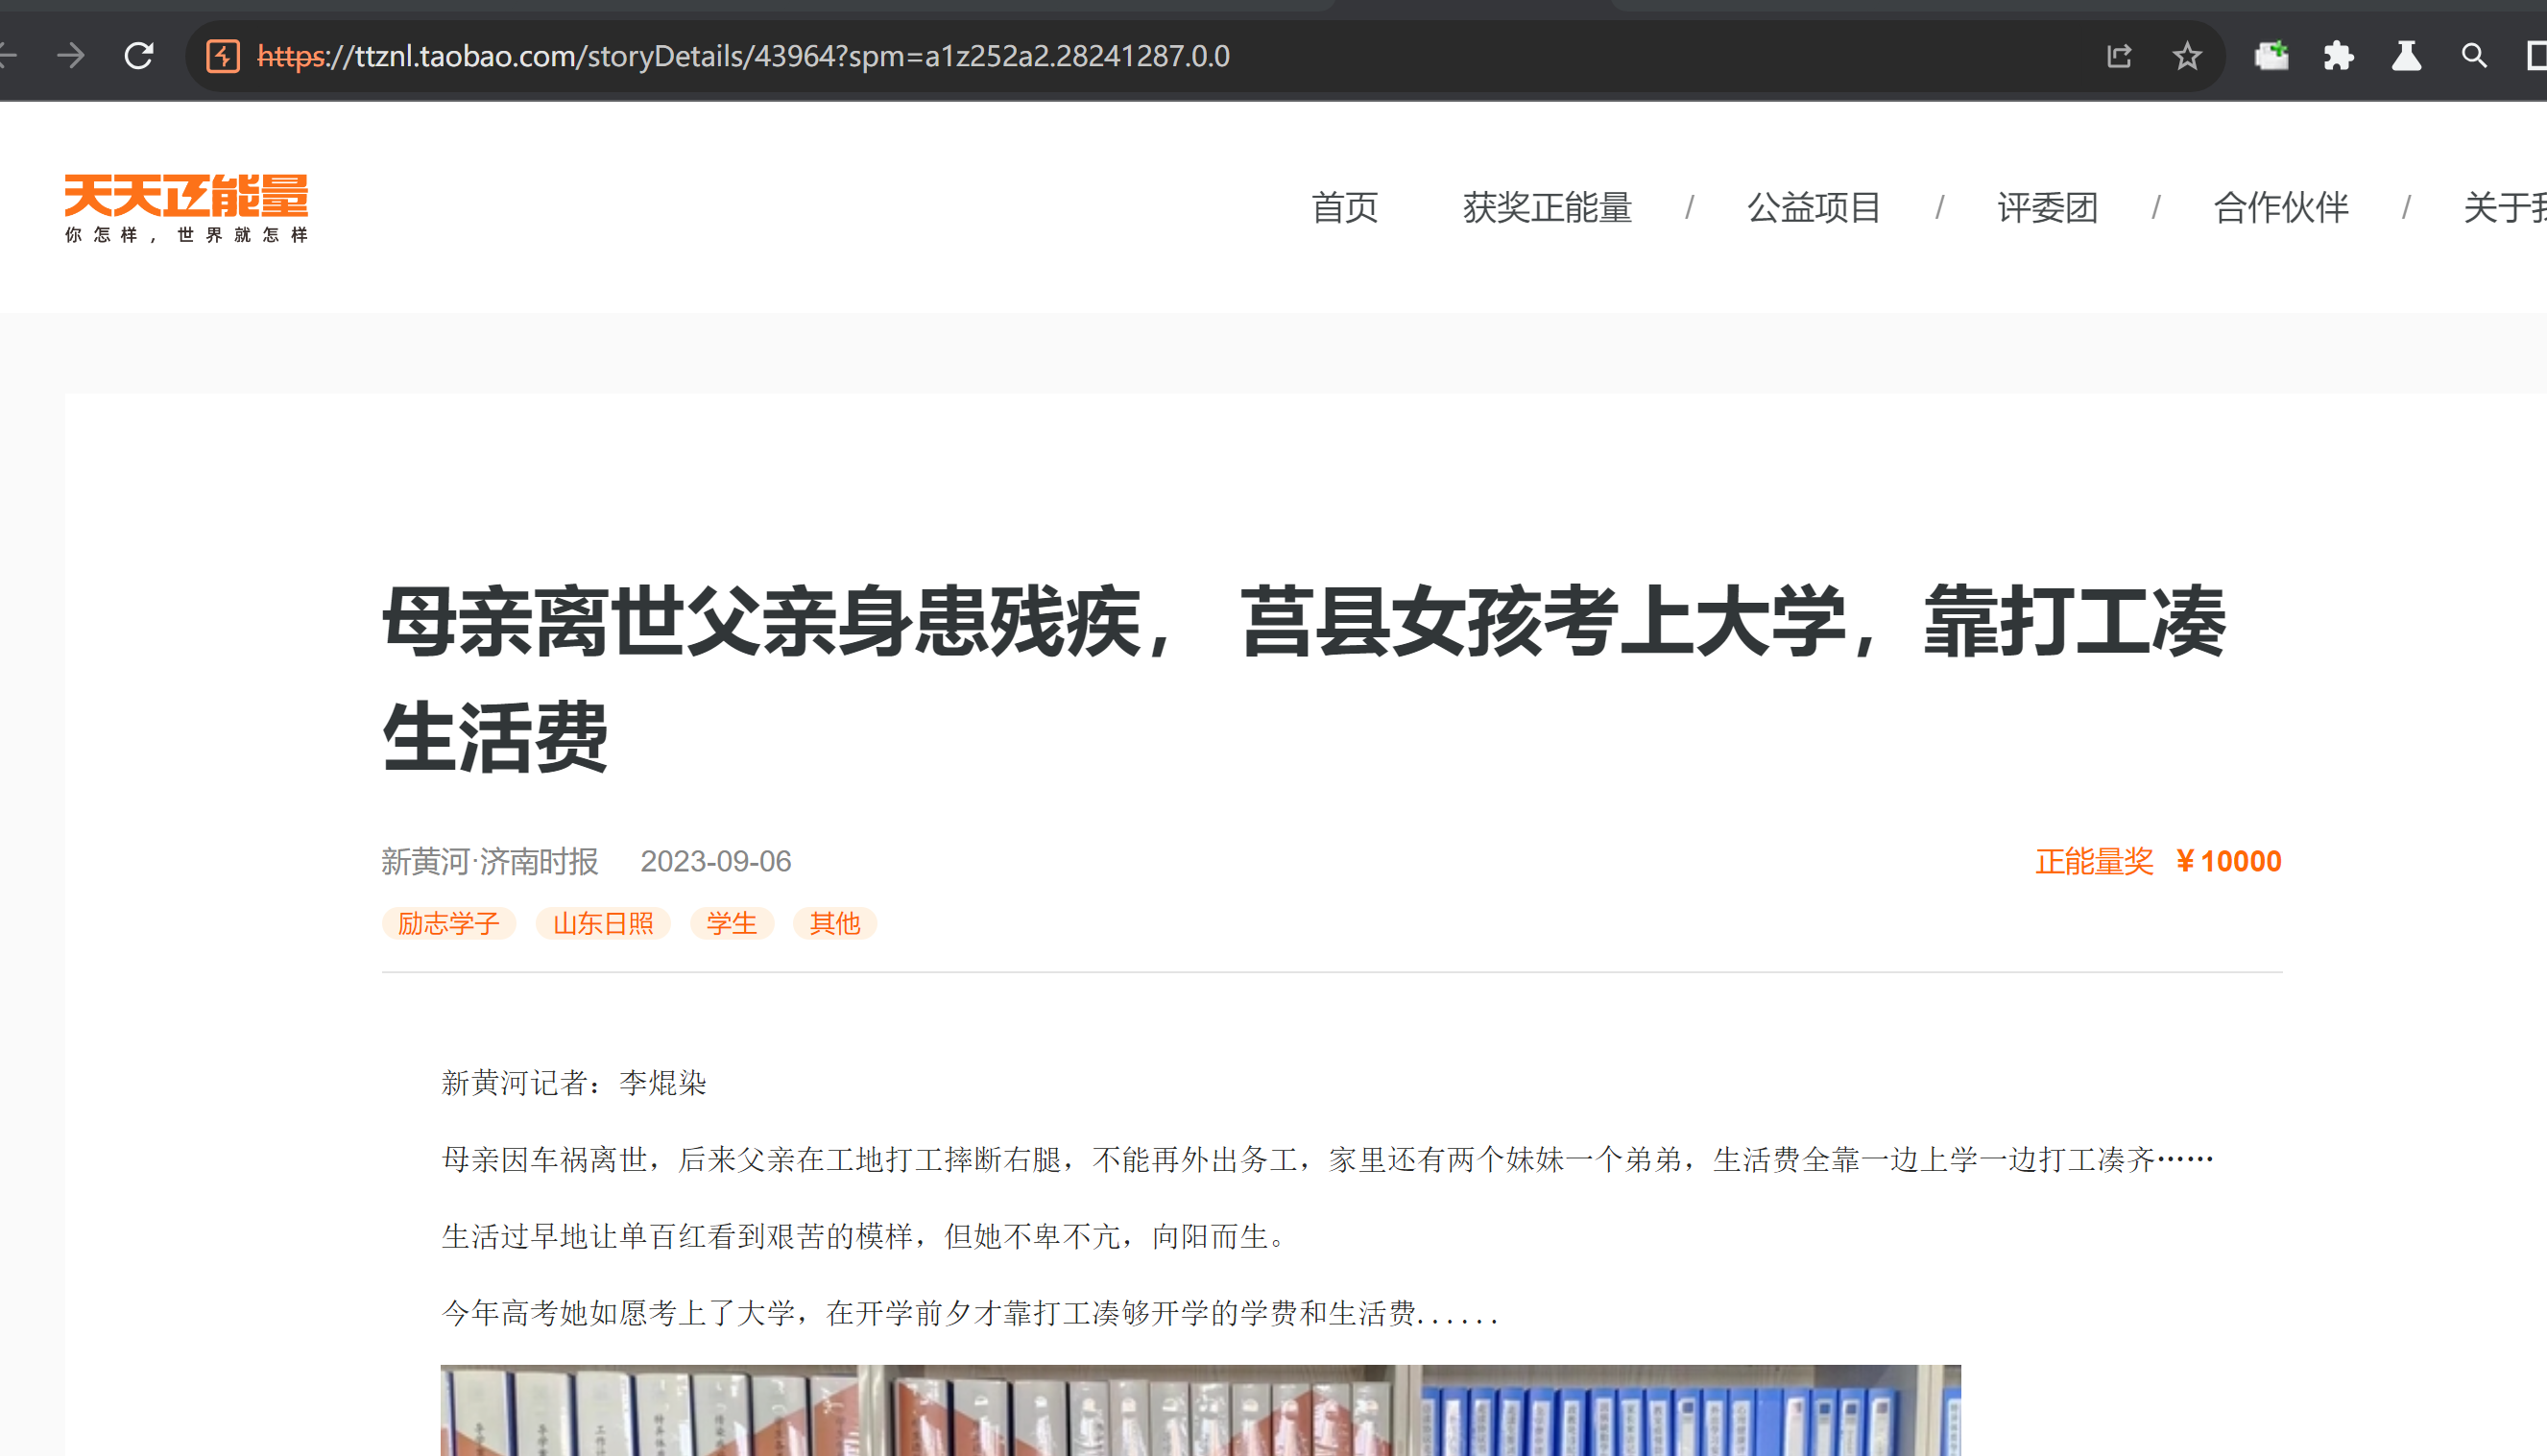 https://ttznl.taobao.com/storyDetails/43964?spm=a1z252a2.28241287.0.0
天天正能量
你怎样，世界就怎样
首页 获奖正能量 / 公益项目 / 评委团 / 合作伙伴 / 关于我
母亲离世父亲身患残疾， 莒县女孩考上大学，靠打工凑
生活费
新黄河·济南时报 2023-09-06 正能量奖 ¥10000
励志学子 山东日照 学生 其他
新黄河记者：李焜染
母亲因车祸离世，后来父亲在工地打工摔断右腿，不能再外出务工，家里还有两个妹妹一个弟弟，生活费全靠一边上学一边打工凑齐……
生活过早地让单百红看到艰苦的模样，但她不卑不亢，向阳而生。
今年高考她如愿考上了大学，在开学前夕才靠打工凑够开学的学费和生活费......